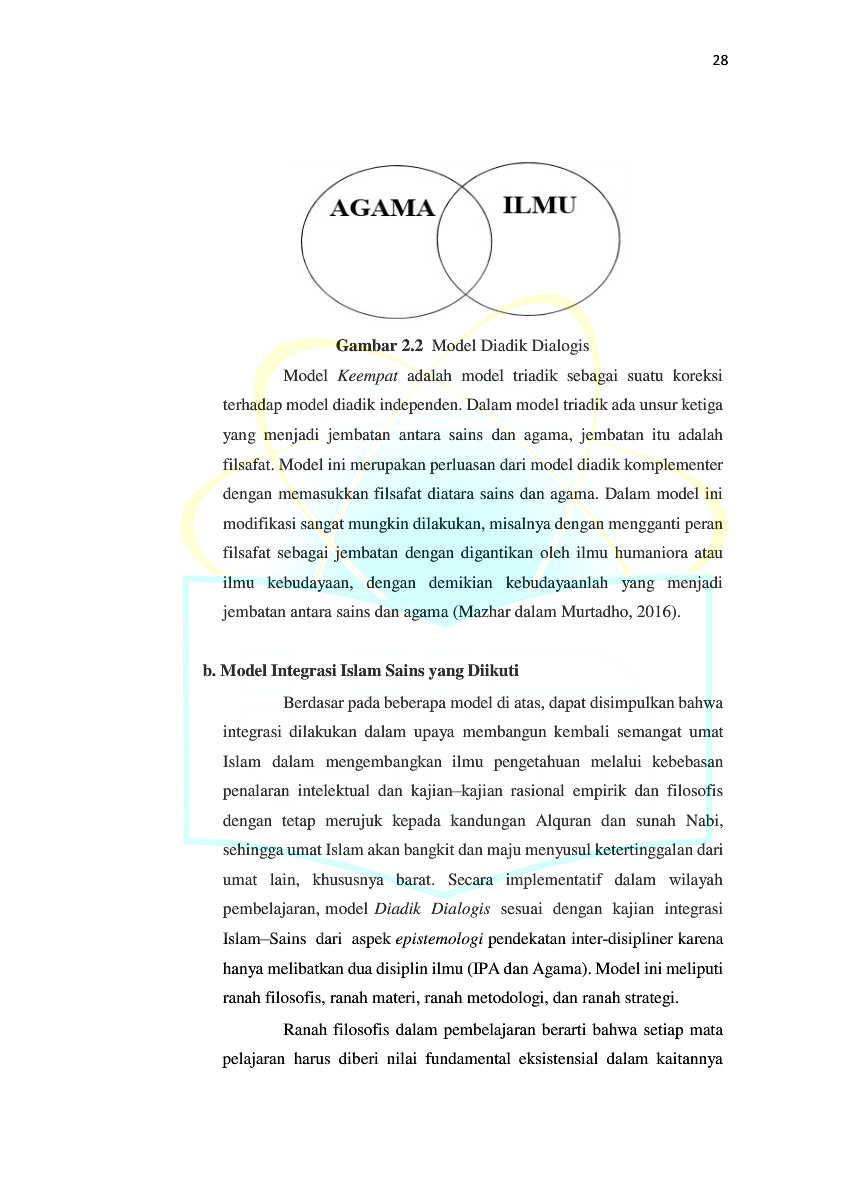 28
AGAMA ILMU
Gambar 2.2 Model Diadik Dialogis
Model Keempat adalah model triadik sebagai suatu koreksi
terhadap model diadik independen. Dalam model triadik ada unsur ketiga
yang menjadi jembatan antara sains dan agama, jembatan itu adalah
filsafat. Model ini merupakan perluasan dari model diadik komplementer
dengan memasukkan filsafat diatara sains dan agama. Dalam model ini
modifikasi sangat mungkin dilakukan, misalnya dengan mengganti peran
filsafat sebagai jembatan dengan digantikan oleh ilmu humaniora atau
ilmu kebudayaan, dengan demikian kebudayaanlah yang menjadi
jembatan antara sains dan agama (Mazhar dalam Murtadho, 2016).
b. Model Integrasi Islam Sains yang Diikuti
Berdasar pada beberapa model di atas, dapat disimpulkan bahwa
integrasi dilakukan dalam upaya membangun kembali semangat umat
Islam dalam mengembangkan ilmu pengetahuan melalui kebebasan
penalaran intelektual dan kajian–kajian rasional empirik dan filosofis
dengan tetap merujuk kepada kandungan Alquran dan sunah Nabi,
sehingga umat Islam akan bangkit dan maju menyusul ketertinggalan dari
umat lain, khususnya barat. Secara implementatif dalam wilayah
pembelajaran, model Diadik Dialogis sesuai dengan kajian integrasi
Islam–Sains dari aspek epistemologi pendekatan inter-disipliner karena
hanya melibatkan dua disiplin ilmu (IPA dan Agama). Model ini meliputi
ranah filosofis, ranah materi, ranah metodologi, dan ranah strategi.
Ranah filosofis dalam pembelajaran berarti bahwa setiap mata
pelajaran harus diberi nilai fundamental eksistensial dalam kaitannya